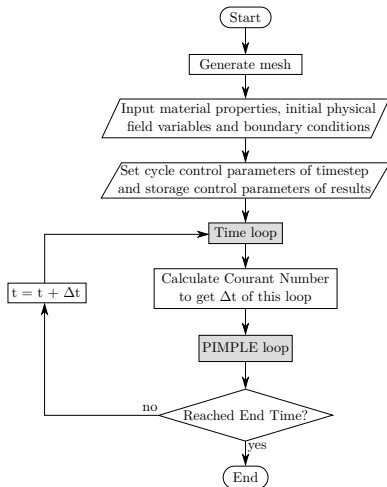 Start
Generate mesh
Input material properties, initial physical
field variables and boundary conditions
Set cycle control parameters of timestep
and storage control parameters of results
Time loop
Calculate Courant Number
to get Δt of this loop
t = t + Δt
PIMPLE loop
no
Reached End Time?
yes
End